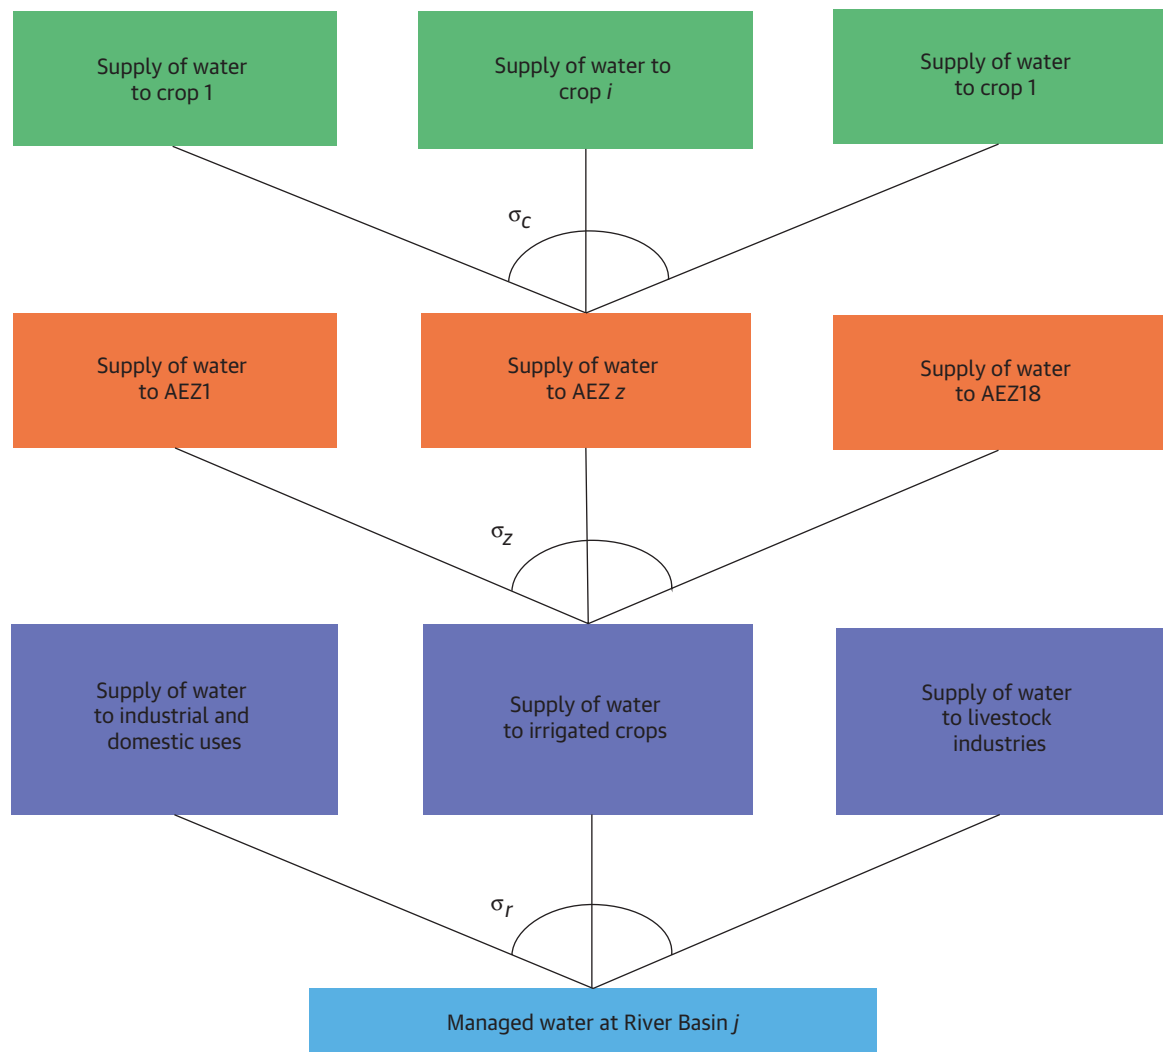 Supply of water
to crop 1
Supply of water to
crop i
Supply of water
to crop 1
σc
Supply of water
to AEZ1
Supply of water
to AEZ z
Supply of water
to AEZ18
σz
Supply of water
to industrial and
domestic uses
Supply of water
to irrigated crops
Supply of water
to livestock
industries
σr
Managed water at River Basin j